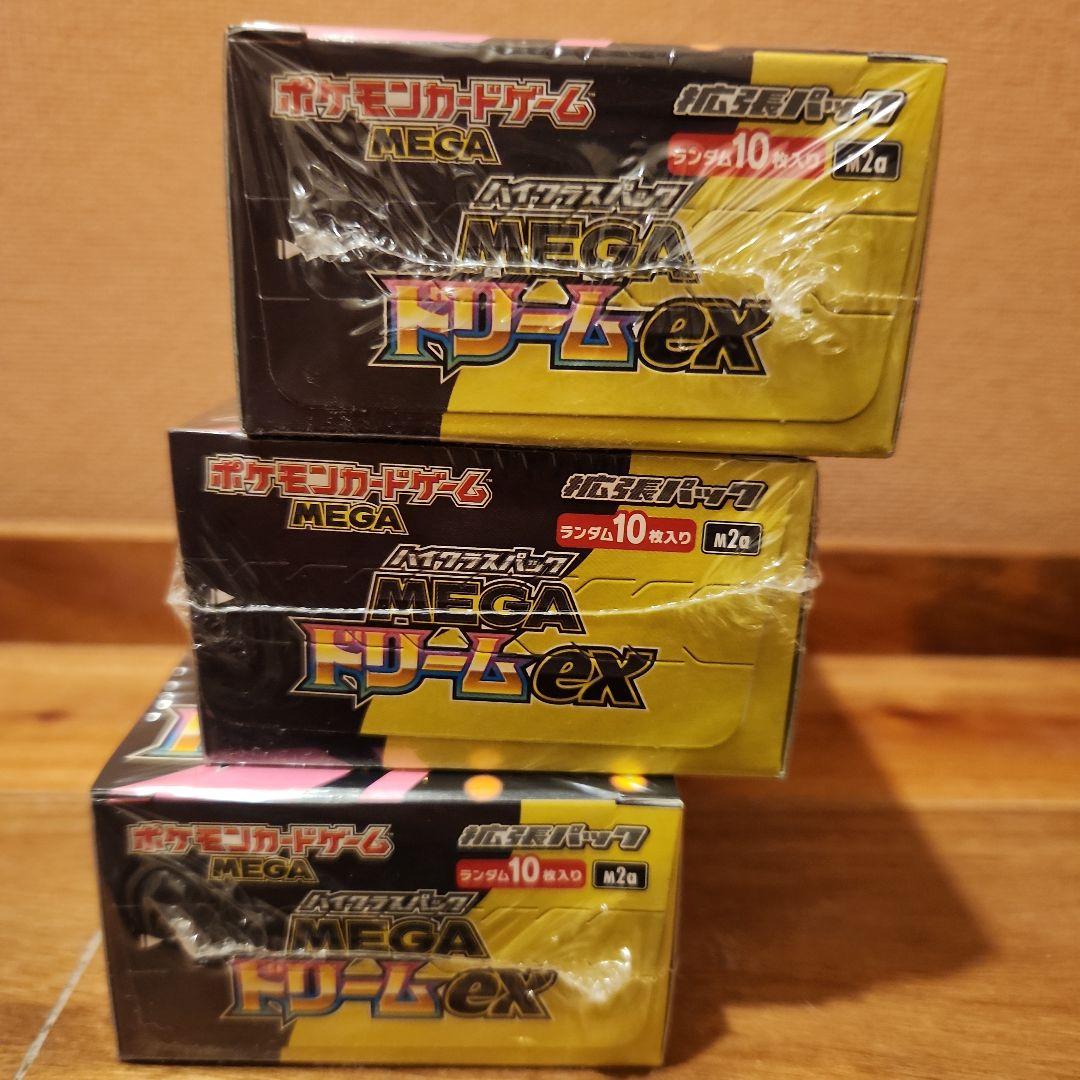 ポケモンカードゲーム
MEGA
拡張パック
ランダム10枚入り M2a
ハイクラスパック
MEGA
ドリームex
ポケモンカードゲーム
MEGA
拡張パック
ランダム10枚入り M2a
ハイクラスパック
MEGA
ドリームex
ポケモンカードゲーム
MEGA
拡張パック
ランダム10枚入り M2a
ハイクラスパック
MEGA
ドリームex